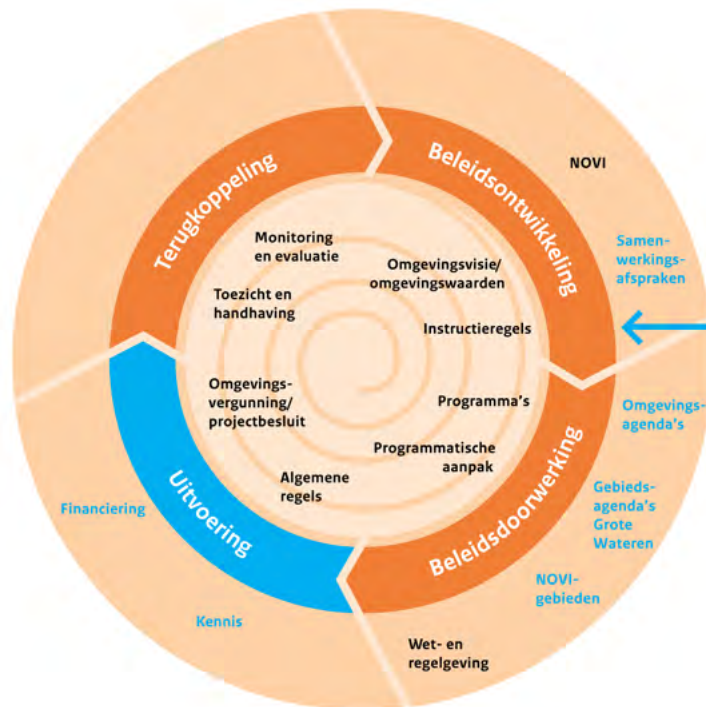 Terugkoppeling
Beleidsontwikkeling
Beleidsdoorwerking
Uitvoering
Monitoring
en evaluatie
Toezicht en
handhaving
Omgevings-
vergunning/
projectbesluit
Algemene
regels
Omgevingsvisie/
omgevingswaarden
Instructieregels
Programma's
Programmatische
aanpak
NOVI
Samen-
werkings-
afspraken
Omgevings-
agenda's
Gebieds-
agenda's
Grote
Wateren
NOVI-
gebieden
Wet- en
regelgeving
Kennis
Financiering